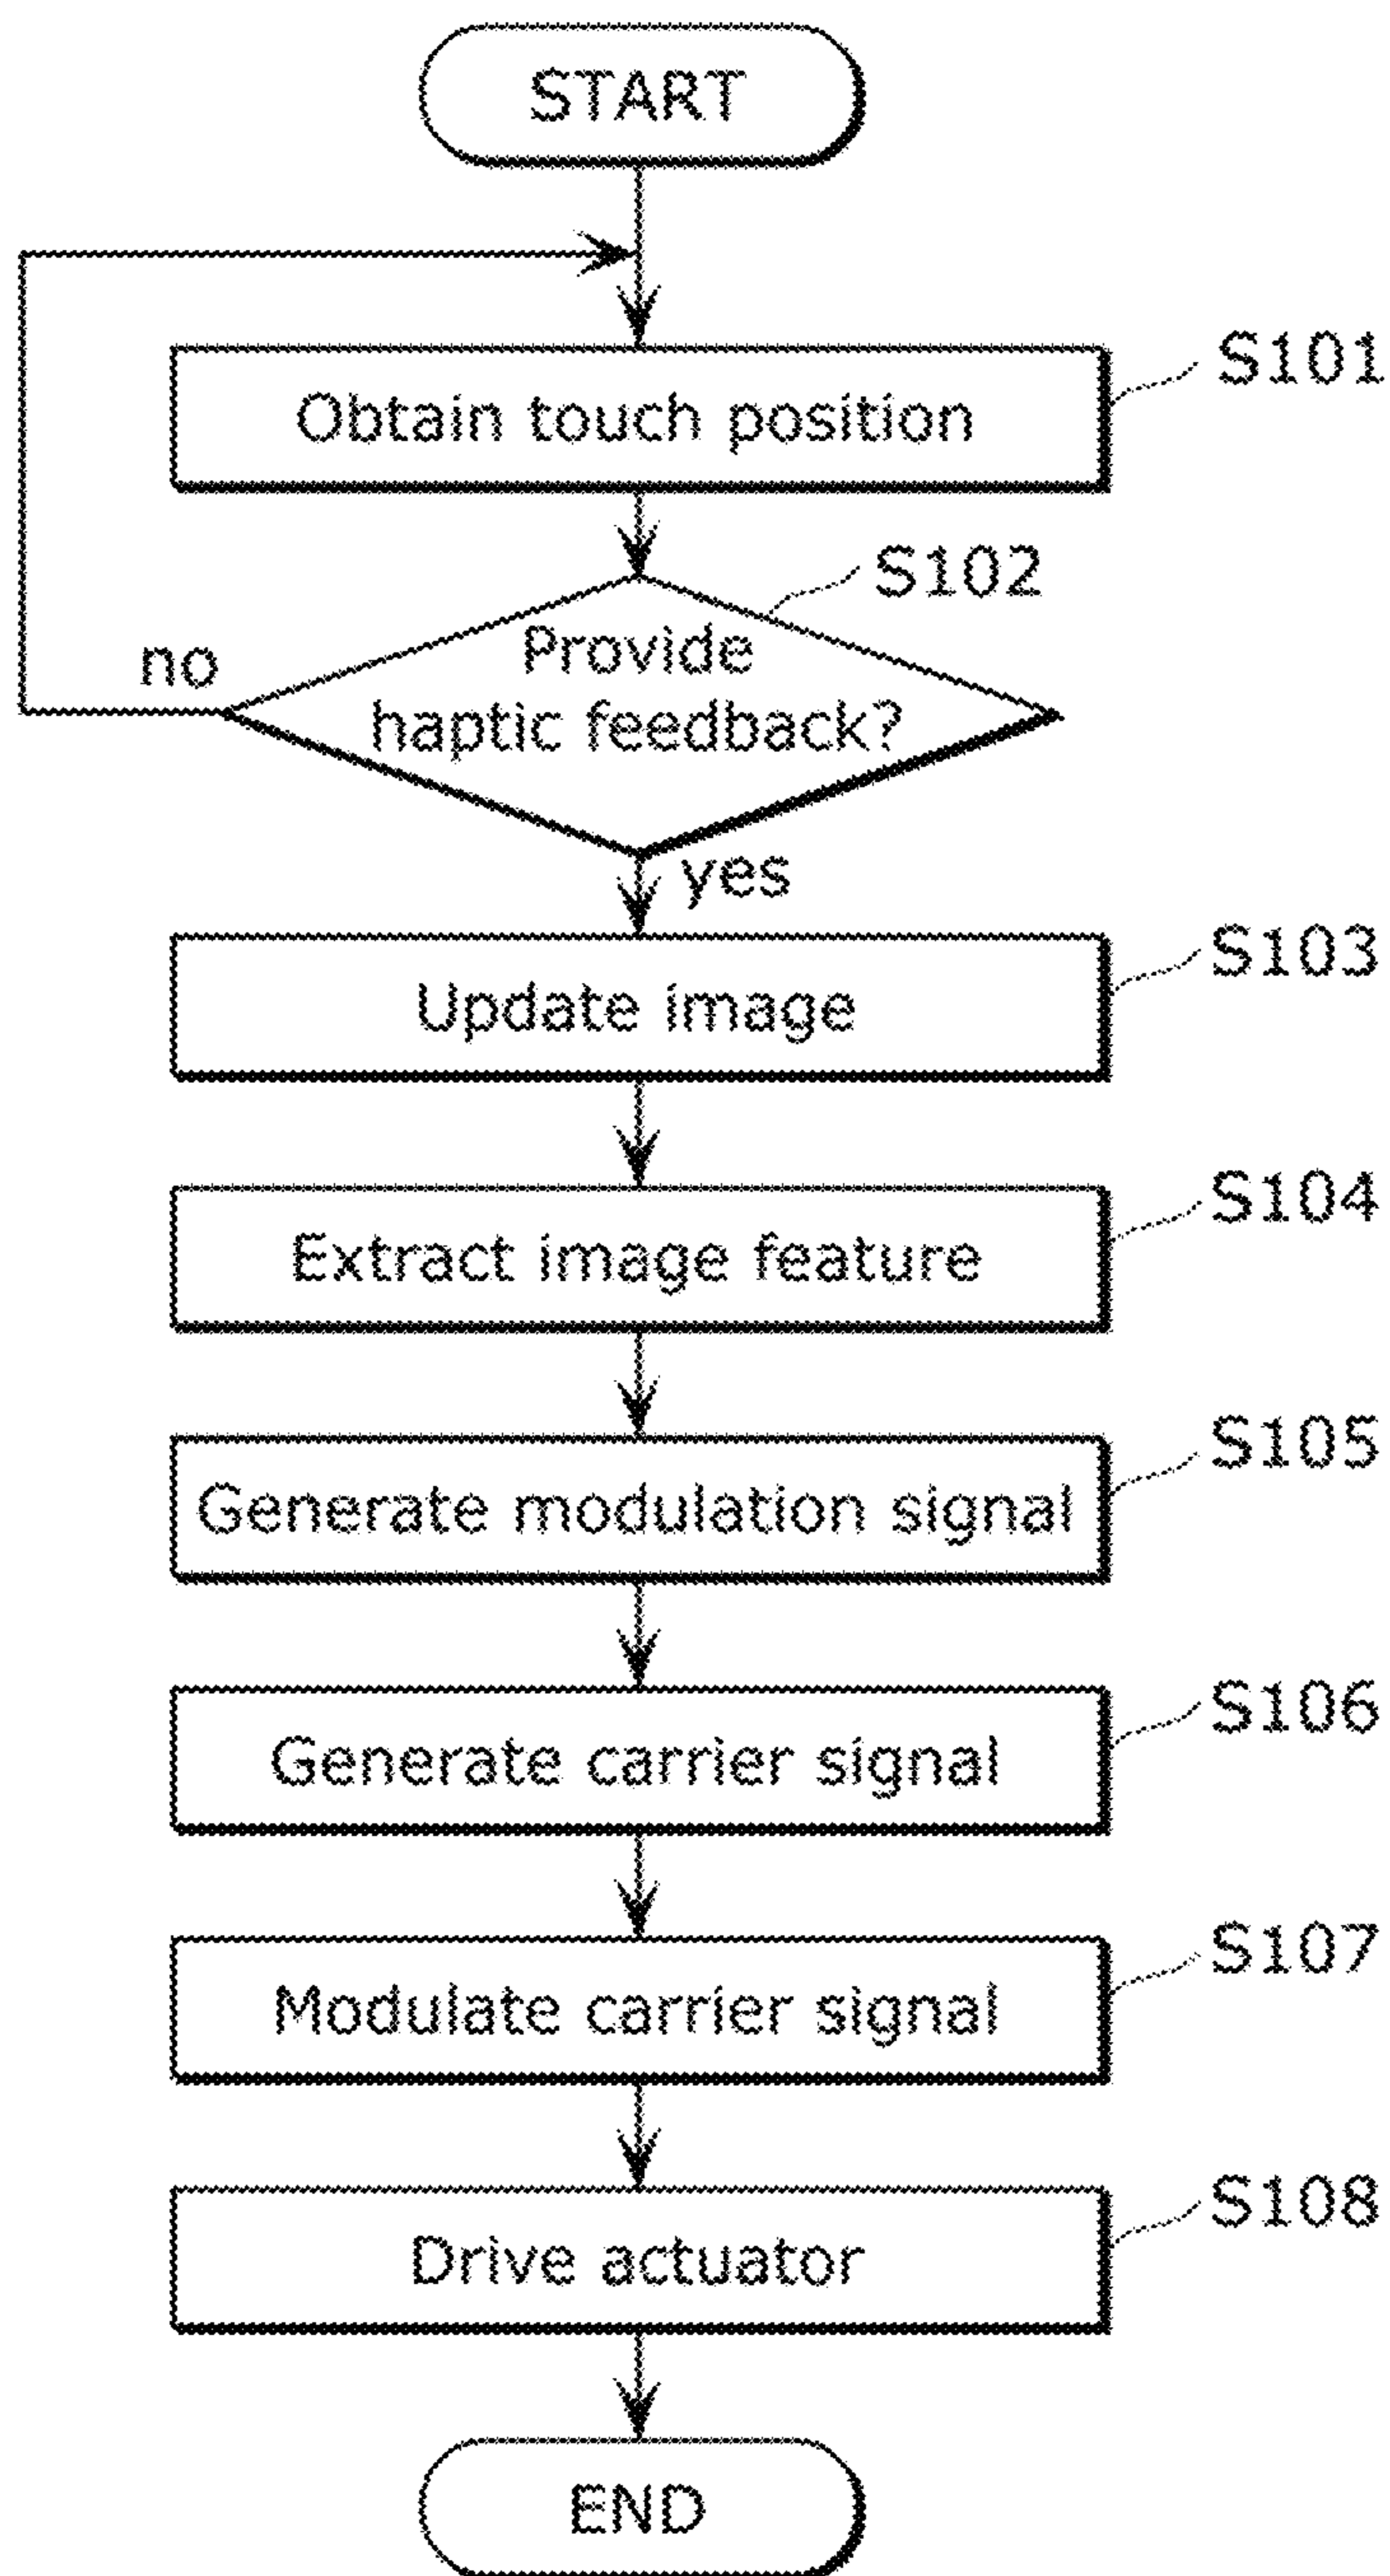 START
Obtain touch position
S101
S102
Provide
haptic feedback?
no
yes
Update image
S103
Extract image feature
S104
Generate modulation signal
S105
Generate carrier signal
S106
Modulate carrier signal
S107
Drive actuator
S108
END